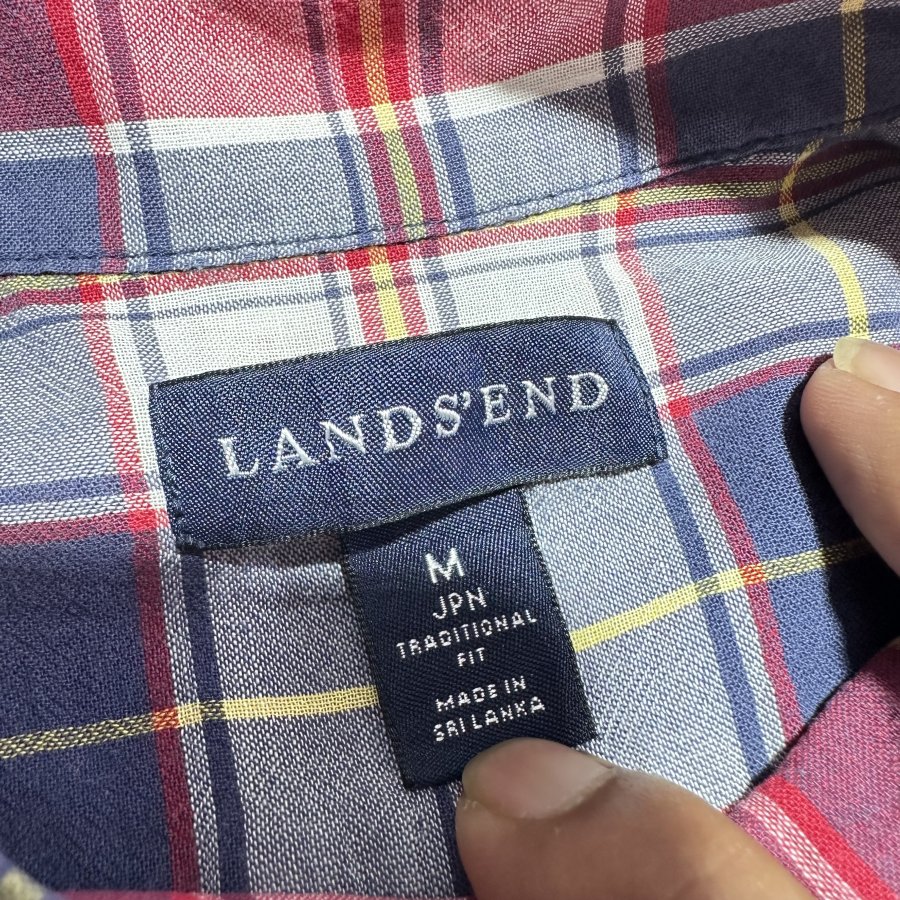 LANDS'END
M
JPN
TRADITIONAL
FIT
MADE IN
SRI LANKA